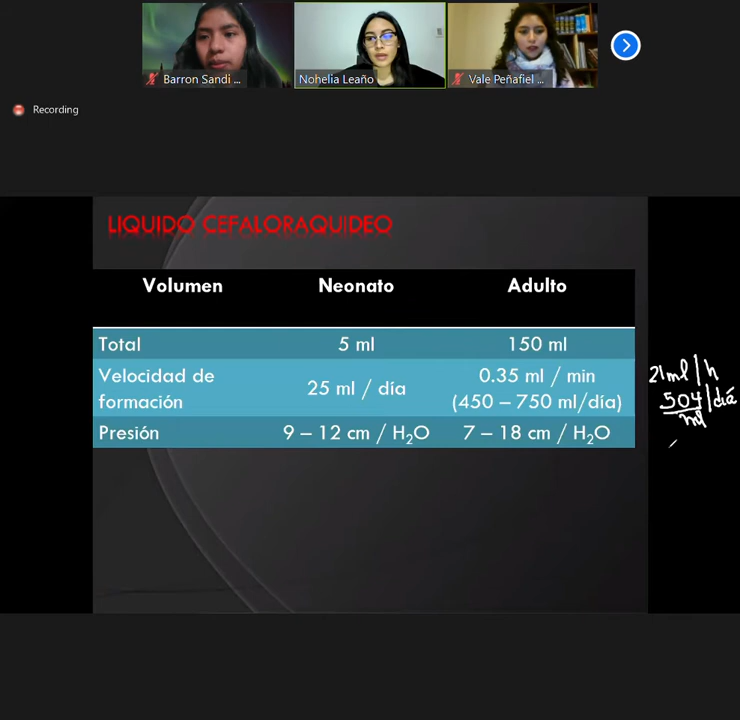 Barron Sandi ...
Nohelia Leaño
Vale Peñafiel ...
Recording
LIQUIDO CEFALORAQUIDEO
Volumen Neonato Adulto
Total 5 ml 150 ml
Velocidad de formación 25 ml / día 0.35 ml / min
(450 – 750 ml/día)
Presión 9 – 12 cm / H₂O 7 – 18 cm / H₂O
21ml/h
504/día
ml